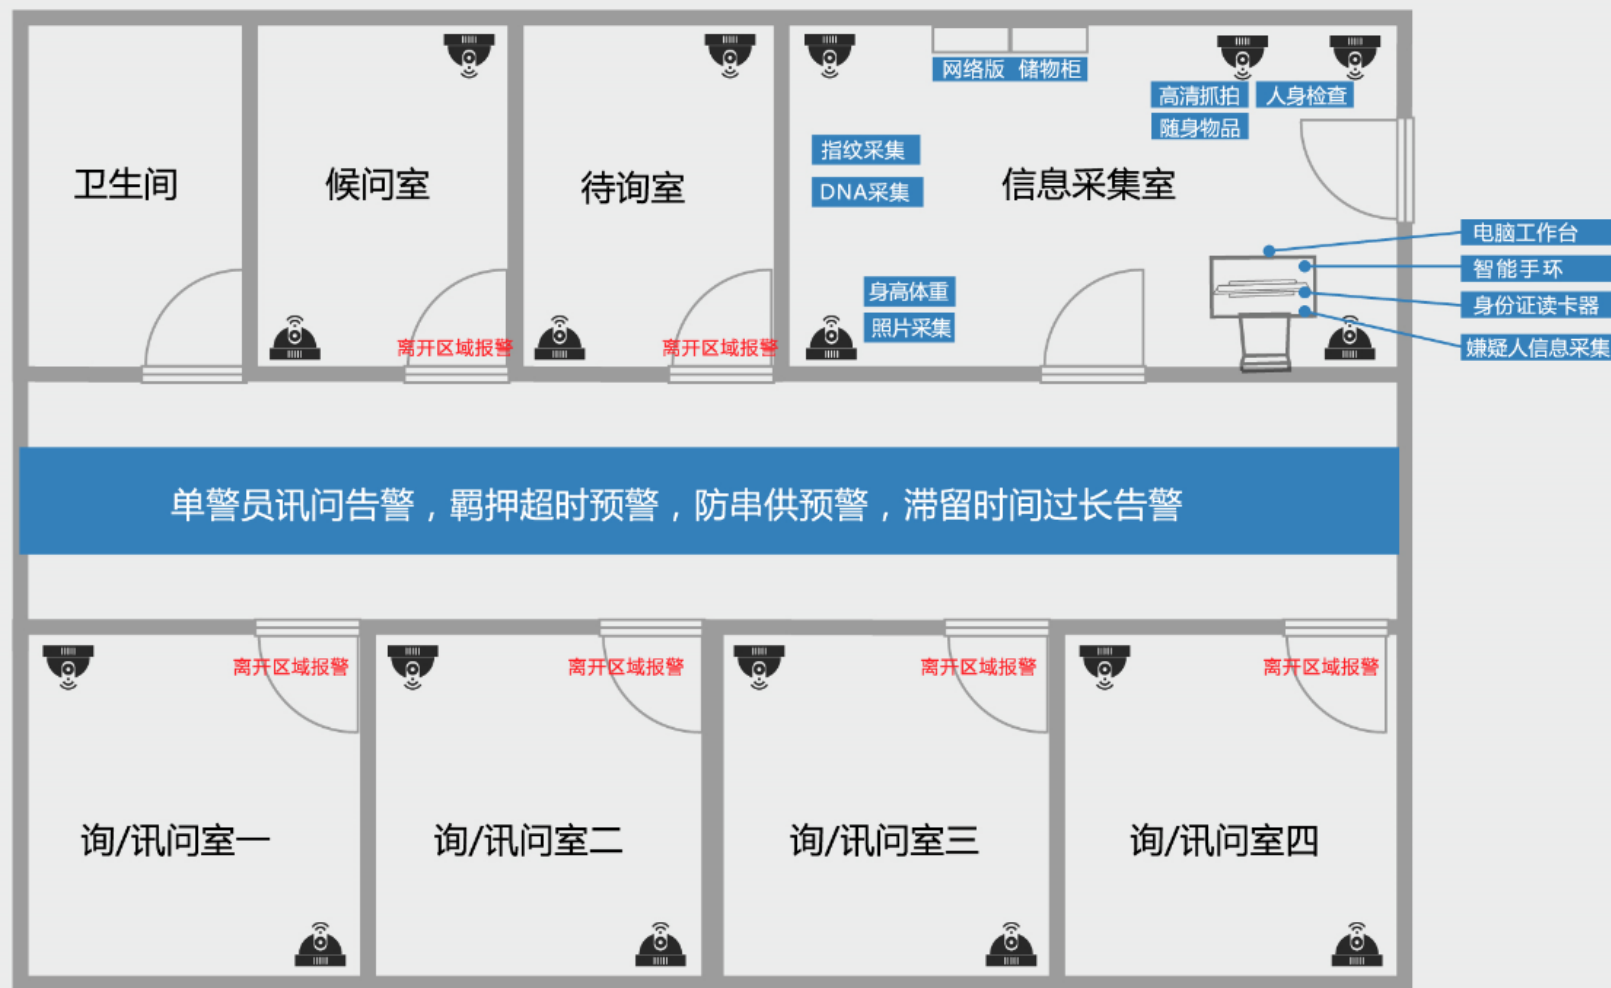 网络版 储物柜
高清抓拍 人身检查
随身物品
指纹采集
DNA采集
卫生间
候问室
待询室
信息采集室
电脑工作台
智能手环
身份证读卡器
嫌疑人信息采集
身高体重
照片采集
离开区域报警
离开区域报警
单警员讯问告警，羁押超时预警，防串供预警，滞留时间过长告警
离开区域报警
离开区域报警
离开区域报警
离开区域报警
询/讯问室一
询/讯问室二
询/讯问室三
询/讯问室四